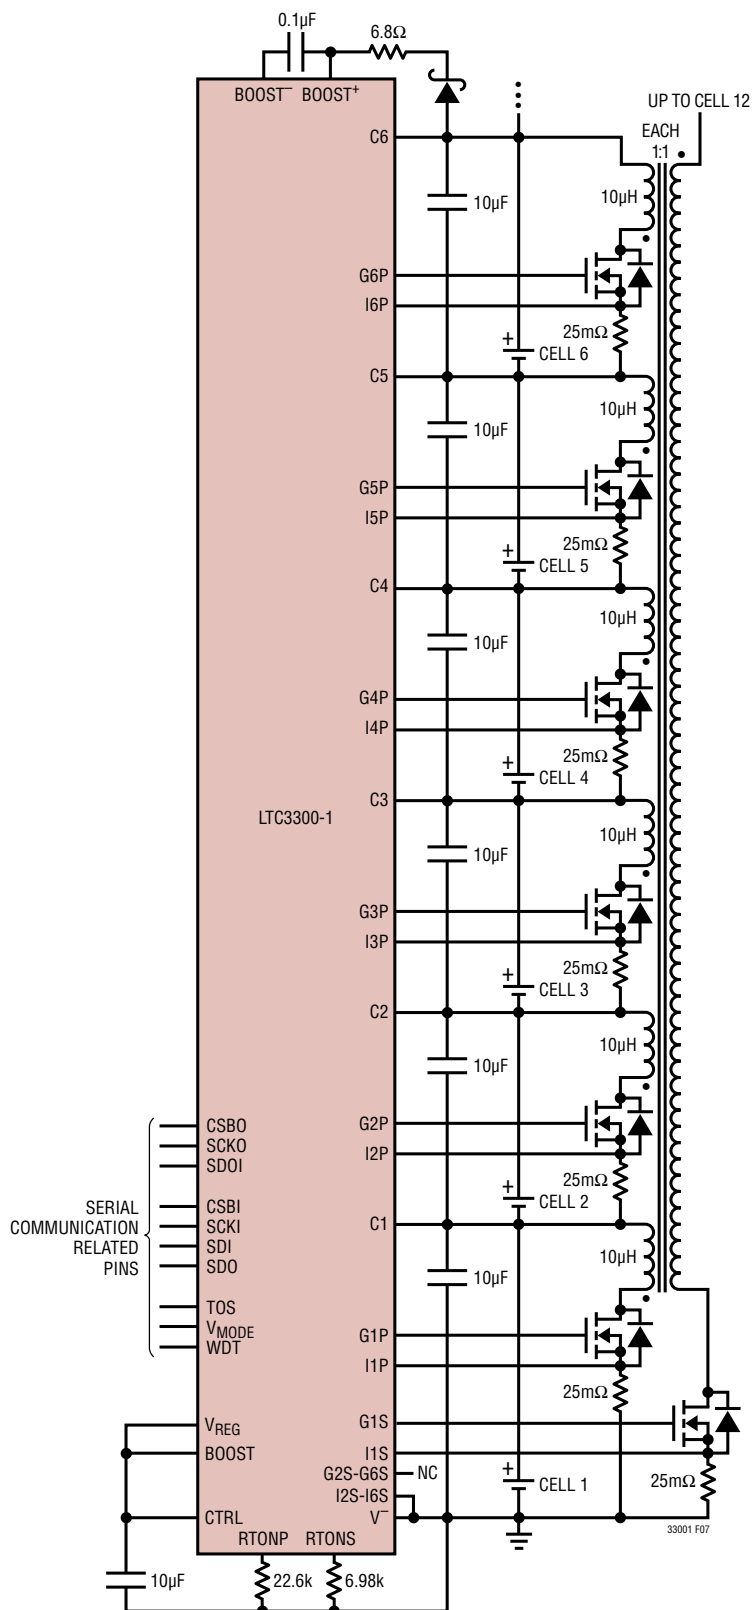 0.1µF
6.8Ω
BOOST⁻ BOOST⁺
UP TO CELL 12
C6
EACH
1:1
10µH
10µF
G6P
I6P
25mΩ
CELL 6
C5
10µH
10µF
G5P
I5P
25mΩ
CELL 5
C4
10µH
10µF
G4P
I4P
25mΩ
CELL 4
C3
LTC3300-1
10µH
10µF
G3P
I3P
25mΩ
CELL 3
C2
10µH
10µF
G2P
I2P
25mΩ
CELL 2
C1
10µH
10µF
CSBO
SCKO
SDOI
SERIAL
COMMUNICATION
RELATED
PINS
CSBI
SCKI
SDI
SDO
TOS
VMODE
WDT
G1P
I1P
25mΩ
VREG
G1S
BOOST
I1S
G2S-G6S NC
I2S-I6S
CELL 1
25mΩ
CTRL
V⁻
33001 F07
RTONP RTONS
10µF
22.6k
6.98k